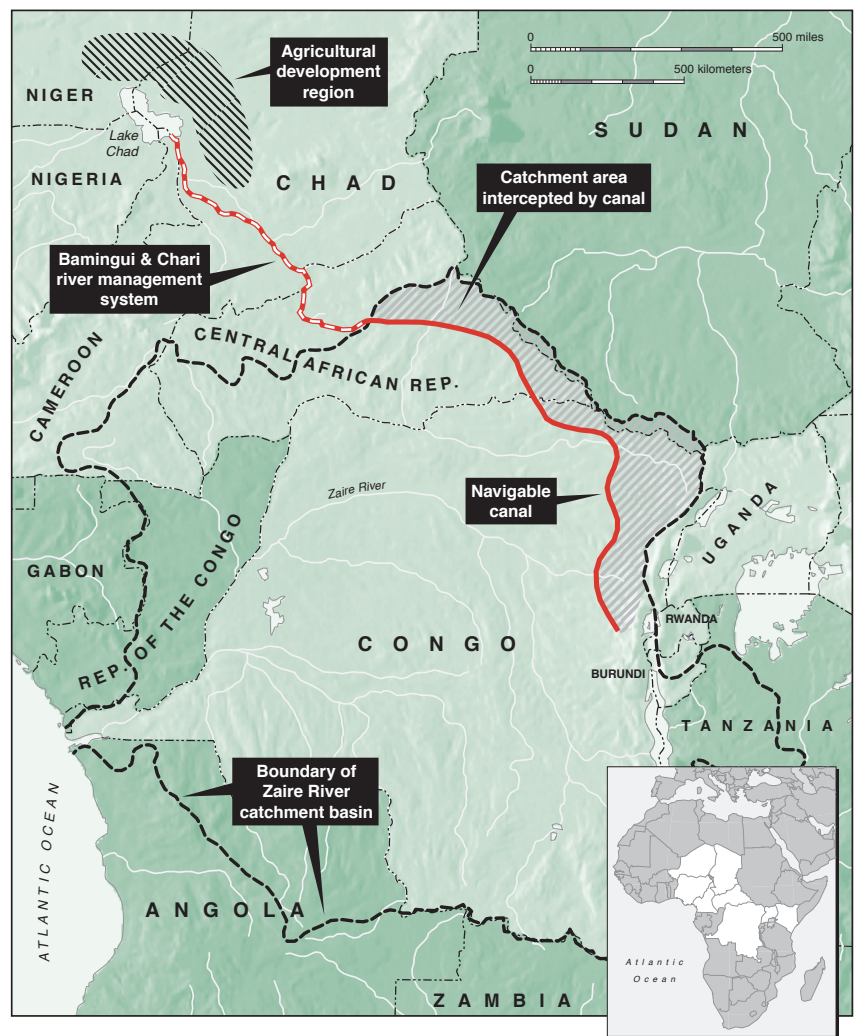 0
500 miles
0
500 kilometers
Agricultural
development
region
NIGER
Lake
Chad
NIGERIA
CHAD
SUDAN
Catchment area
intercepted by canal
Bamingui & Chari
river management
system
CAMEROON
CENTRAL AFRICAN REP.
Zaire River
Navigable
canal
UGANDA
GABON
REP. OF THE CONGO
CONGO
RWANDA
BURUNDI
TANZANIA
Boundary of
Zaire River
catchment basin
ATLANTIC OCEAN
ANGOLA
ZAMBIA
Atlantic
Ocean